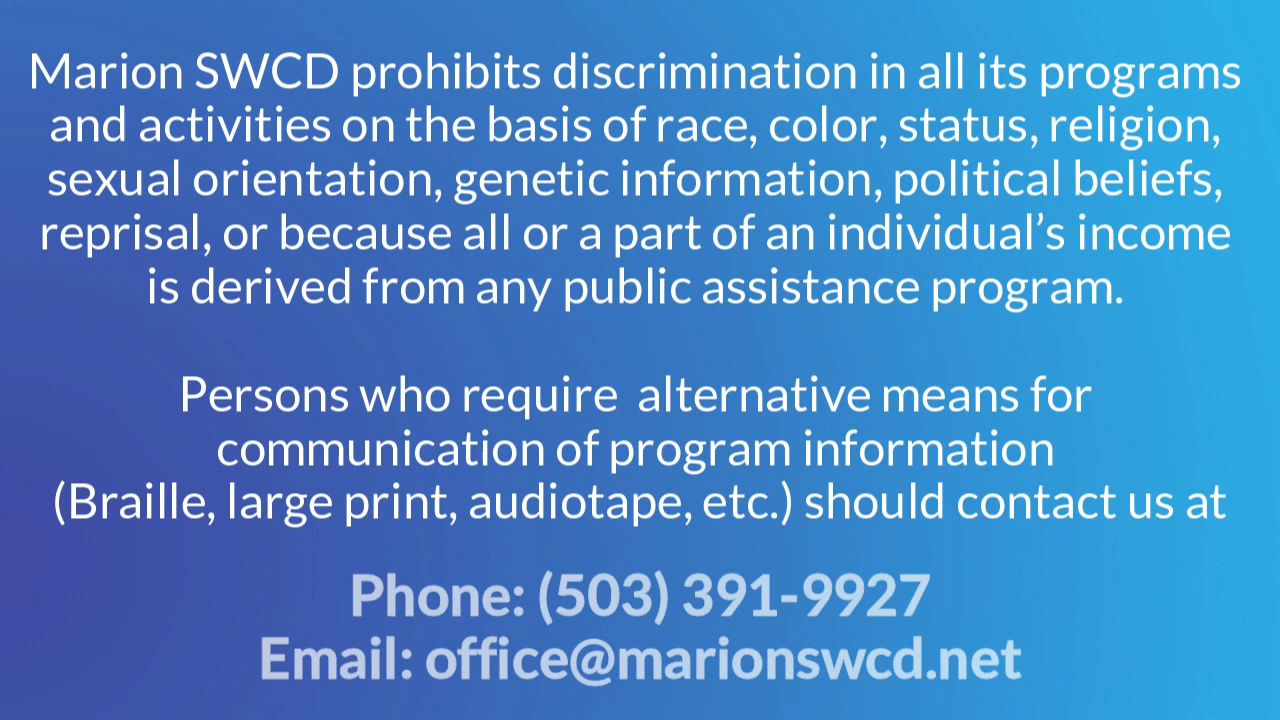 Marion SWCD prohibits discrimination in all its programs
and activities on the basis of race, color, status, religion,
sexual orientation, genetic information, political beliefs,
reprisal, or because all or a part of an individual’s income
is derived from any public assistance program.
Persons who require  alternative means for
communication of program information
(Braille, large print, audiotape, etc.) should contact us at
Phone: (503) 391-9927
Email: office@marionswcd.net